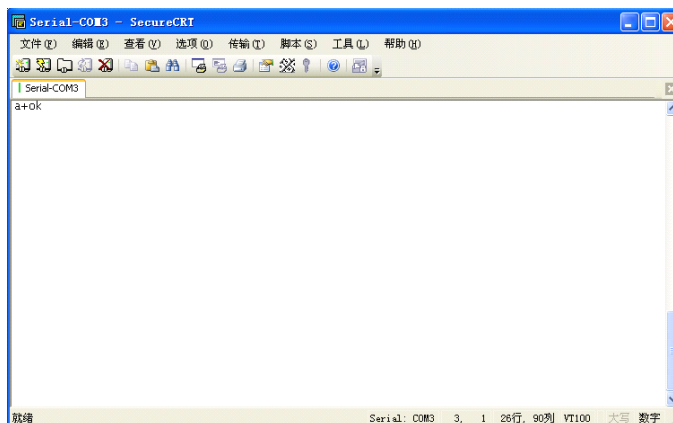 Serial-COM3 - SecureCRT
文件(F) 编辑(E) 查看(V) 选项(O) 传输(T) 脚本(S) 工具(L) 帮助(H)
Serial-COM3
a+ok
就绪 Serial: COM3 3, 1 26行, 90列 VT100 大写 数字